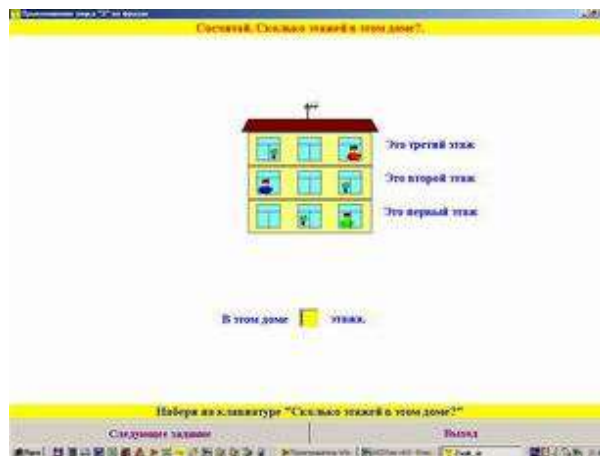 Сосчитай. Сколько этажей в этом доме?.
Это третий этаж
Это второй этаж
Это первый этаж
В этом доме этажа.
Набери на клавиатуре "Сколько этажей в этом доме?"
Следующее задание Выход